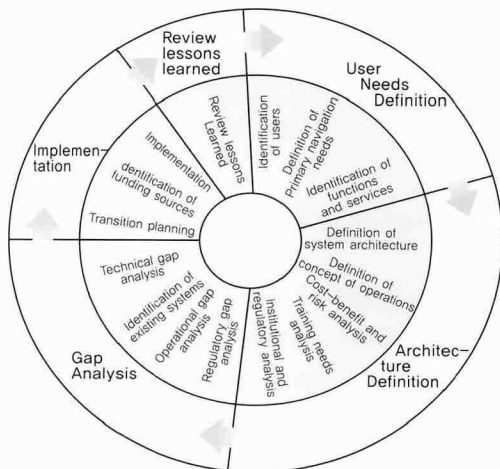 Review
lessons
learned
User
Needs
Definition
Architec-
ture
Definition
Gap
Analysis
Implemen-
tation
Review lessons
Learned
Identification
of users
Definition of
Primary navigation
needs
Identification of
functions
and services
Definition of
system architecture
Definition of
concept of operations
Cost-benefit and
risk analysis
Training needs
analysis
Institutional and
regulatory analysis
Regulatory gap
analysis
Operational gap
analysis
Identification of
existing systems
Technical gap
analysis
Transition planning
dentification of
funding sources
Implementation